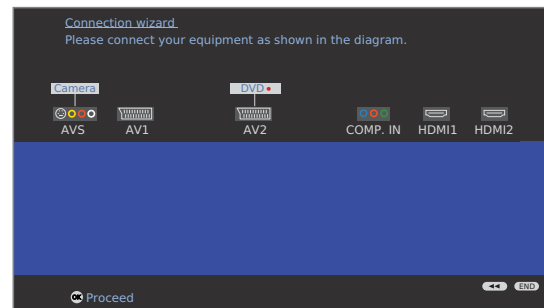 Connection wizard
Please connect your equipment as shown in the diagram.
Camera DVD
AVS AV1 AV2 COMP. IN HDMI1 HDMI2
OK Proceed
END